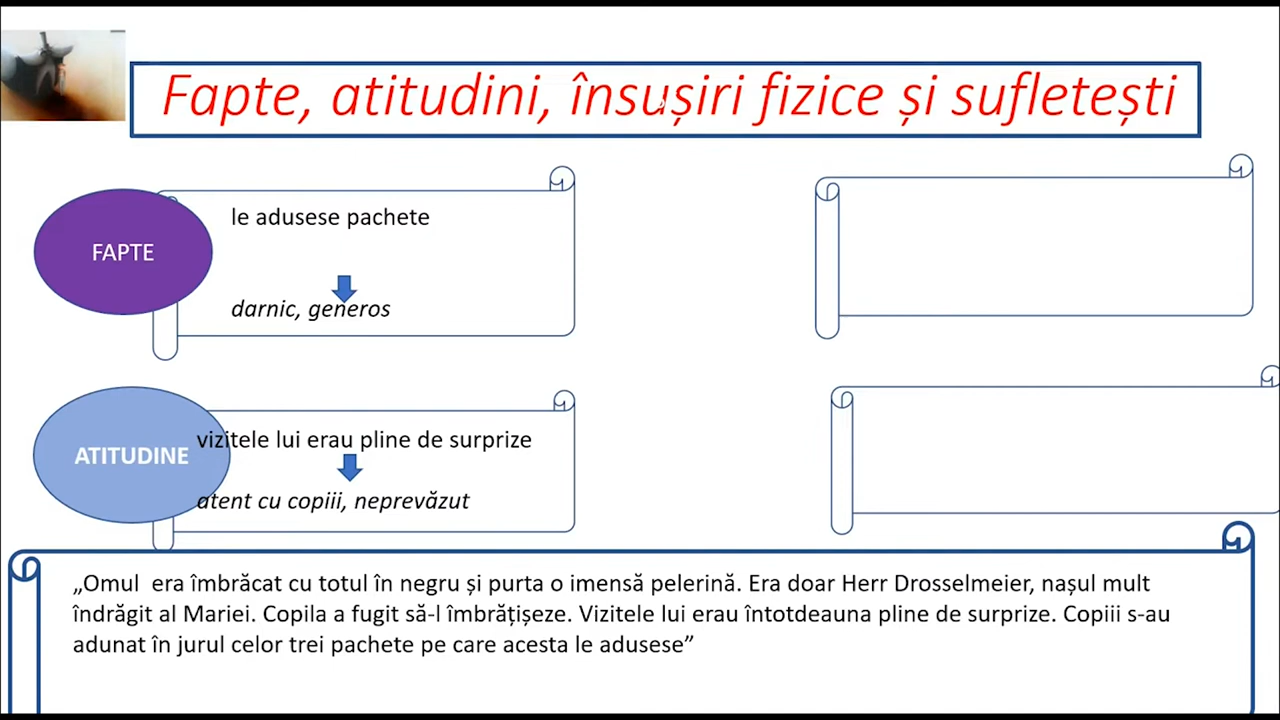 Fapte, atitudini, însușiri fizice și sufletești
FAPTE
le adusese pachete
darnic, generos
ATITUDINE
vizitele lui erau pline de surprize
atent cu copiii, neprevăzut
„Omul era îmbrăcat cu totul în negru și purta o imensă pelerină. Era doar Herr Drosselmeier, nașul mult
îndrăgit al Mariei. Copila a fugit să-l îmbrățișeze. Vizitele lui erau întotdeauna pline de surprize. Copiii s-au
adunat în jurul celor trei pachete pe care acesta le adusese”